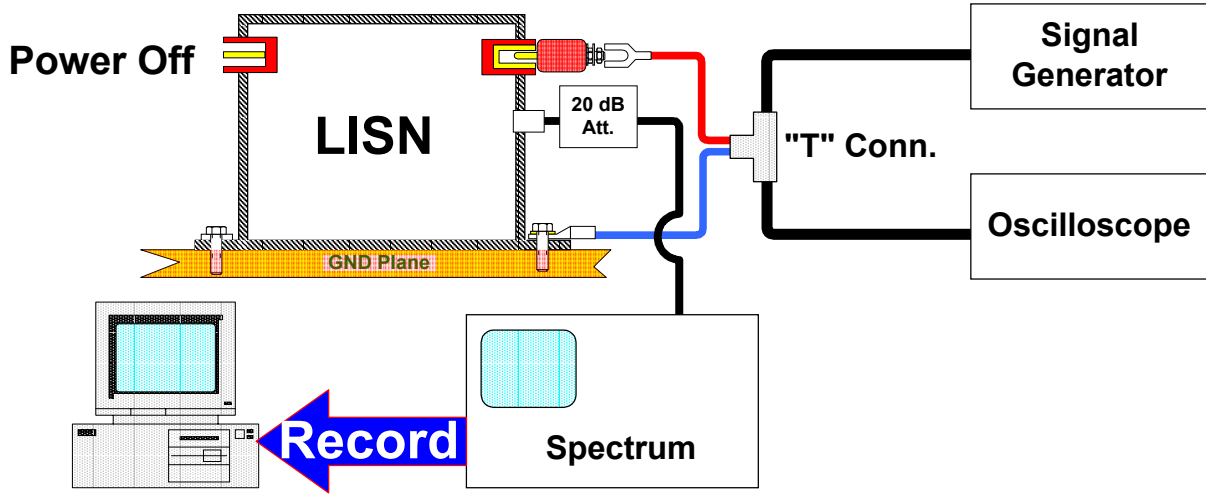 Power Off
LISN
20 dB
Att.
Signal
Generator
"T" Conn.
Oscilloscope
GND Plane
Record
Spectrum